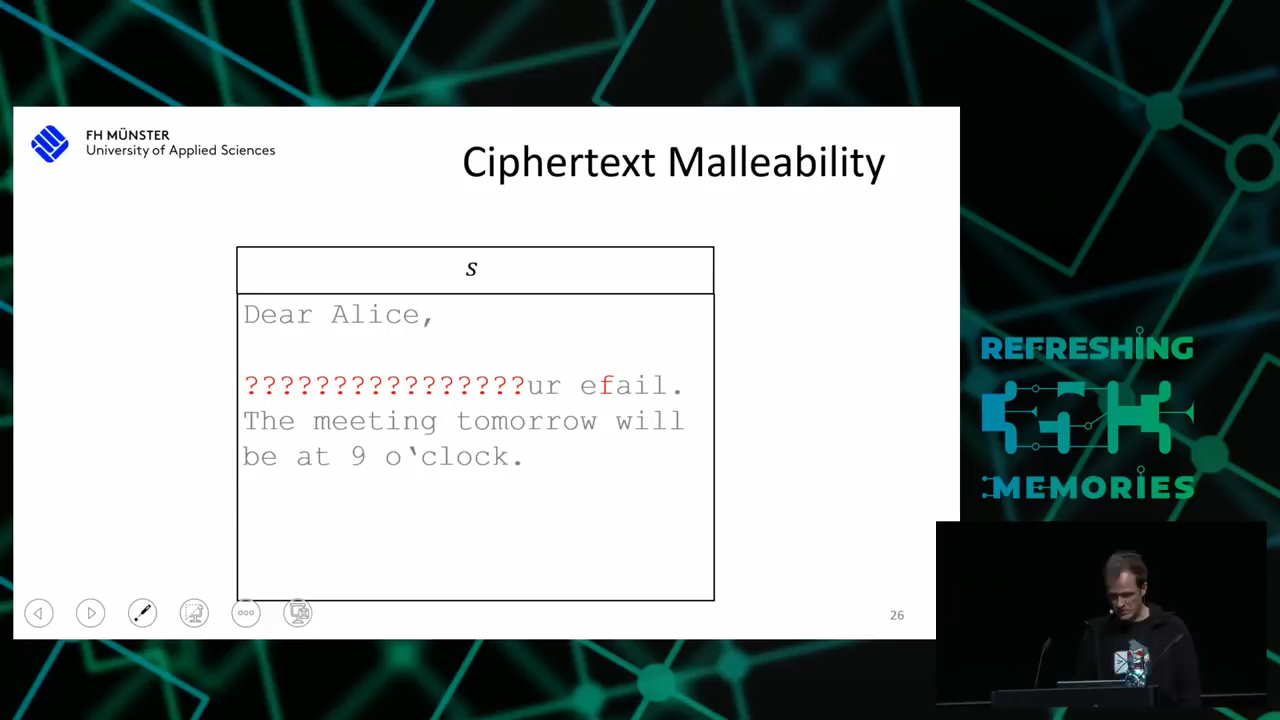 FH MÜNSTER
University of Applied Sciences
Ciphertext Malleability
s
Dear Alice,
????????????????ur efail.
The meeting tomorrow will
be at 9 o‛clock.
26
REFRESHING
MEMORIES